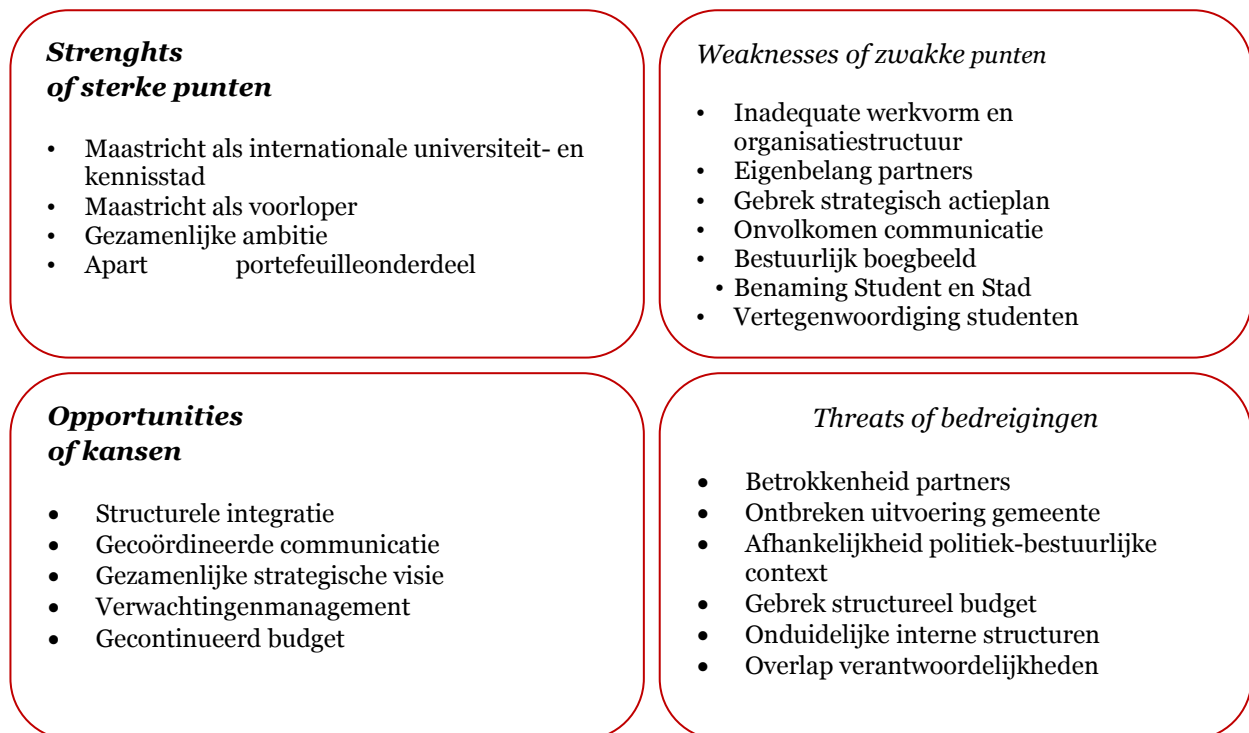 Strenghts
of sterke punten
• Maastricht als internationale universiteit- en
kennisstad
• Maastricht als voorloper
• Gezamenlijke ambitie
• Apart portefeuilleonderdeel
Weaknesses of zwakke punten
• Inadequate werkvorm en
organisatiestructuur
• Eigenbelang partners
• Gebrek strategisch actieplan
• Onvolkomen communicatie
• Bestuurlijk boegbeeld
• Benaming Student en Stad
• Vertegenwoordiging studenten
Opportunities
of kansen
• Structurele integratie
• Gecoördineerde communicatie
• Gezamenlijke strategische visie
• Verwachtingenmanagement
• Gecontinueerd budget
Threats of bedreigingen
• Betrokkenheid partners
• Ontbreken uitvoering gemeente
• Afhankelijkheid politiek-bestuurlijke
context
• Gebrek structureel budget
• Onduidelijke interne structuren
• Overlap verantwoordelijkheden